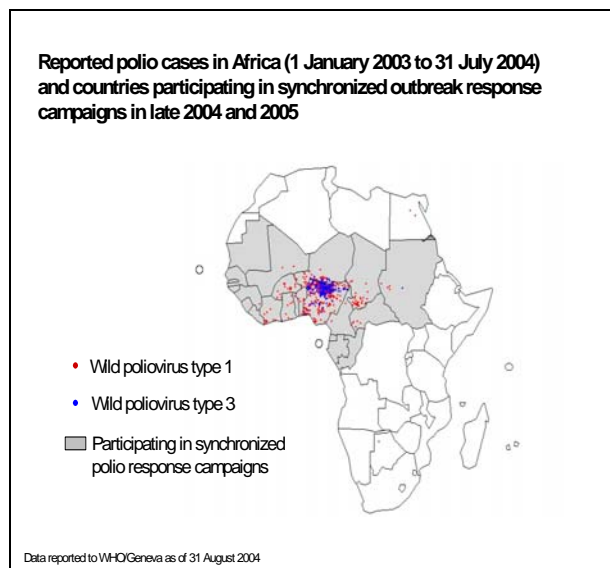 Reported polio cases in Africa (1 January 2003 to 31 July 2004)
and countries participating in synchronized outbreak response
campaigns in late 2004 and 2005
Wild poliovirus type 1
Wild poliovirus type 3
Participating in synchronized
polio response campaigns
Data reported to WHO/Geneva as of 31 August 2004